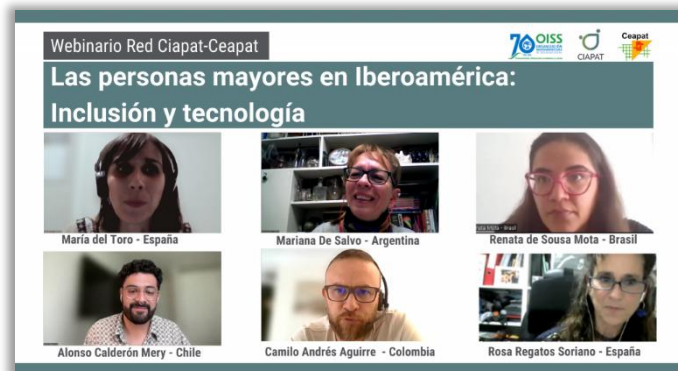 Webinario Red Ciapat-Ceapat
70 OISS
CIAPAT
Ceapat
Las personas mayores en Iberoamérica:
Inclusión y tecnología
María del Toro - España
Mariana De Salvo - Argentina
Renata de Sousa Mota - Brasil
Alonso Calderón Mery - Chile
Camilo Andrés Aguirre - Colombia
Rosa Regatos Soriano - España